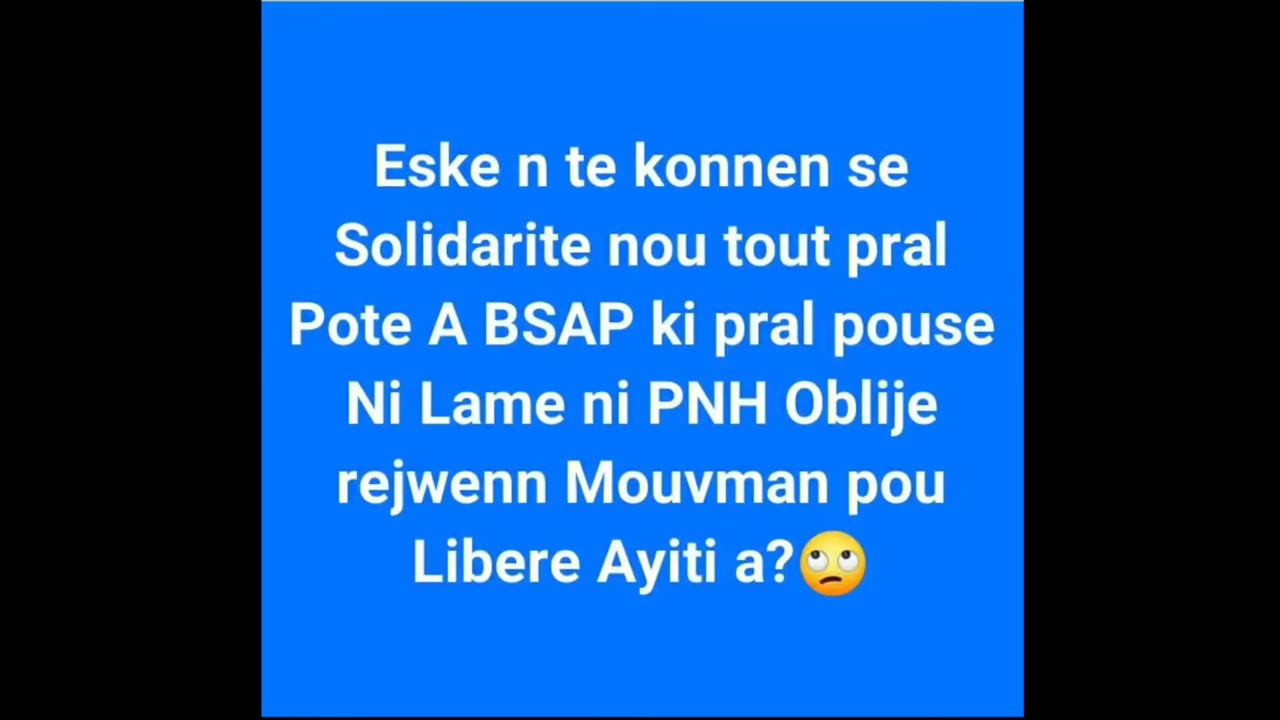 Eske n te konnen se
Solidarite nou tout pral
Pote A BSAP ki pral pouse
Ni Lame ni PNH Oblije
rejwenn Mouvman pou
Libere Ayiti a?🙄